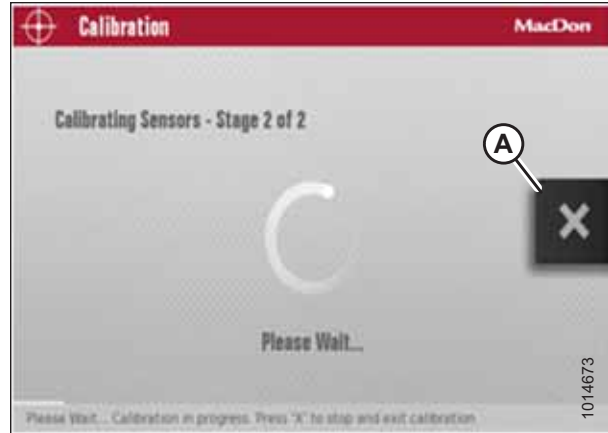 Calibration MacDon
Calibrating Sensors - Stage 2 of 2
A
X
Please Wait...
Please Wait... Calibration in progress. Press "X" to stop and exit calibration
1014673